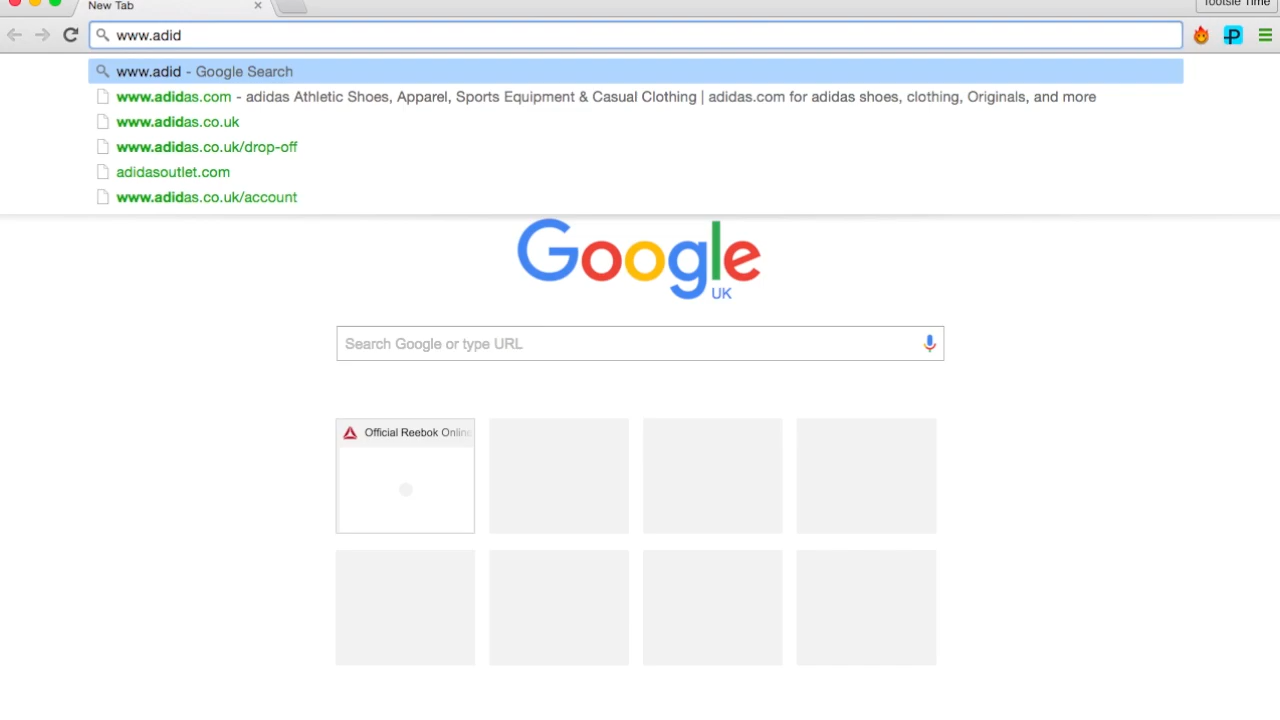 New Tab
Tootsie Time
www.adid
www.adid - Google Search
www.adidas.com - adidas Athletic Shoes, Apparel, Sports Equipment & Casual Clothing | adidas.com for adidas shoes, clothing, Originals, and more
www.adidas.co.uk
www.adidas.co.uk/drop-off
adidasoutlet.com
www.adidas.co.uk/account
Google
UK
Search Google or type URL
Official Reebok Online